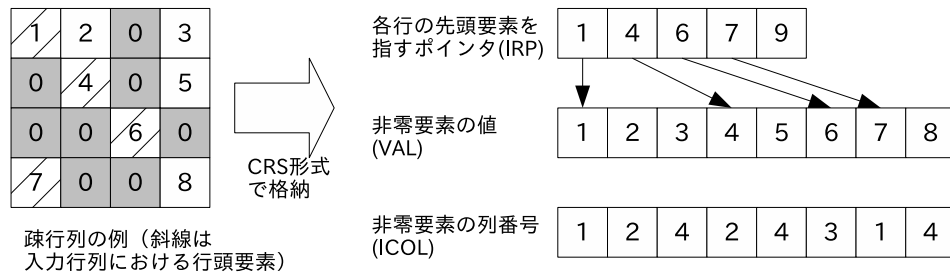 1 2 0 3
0 4 0 5
0 0 6 0
7 0 0 8
疎行列の例（斜線は
入力行列における行頭要素）
CRS形式
で格納
各行の先頭要素を
指すポインタ(IRP)
1 4 6 7 9
非零要素の値
(VAL)
1 2 3 4 5 6 7 8
非零要素の列番号
(ICOL)
1 2 4 2 4 3 1 4